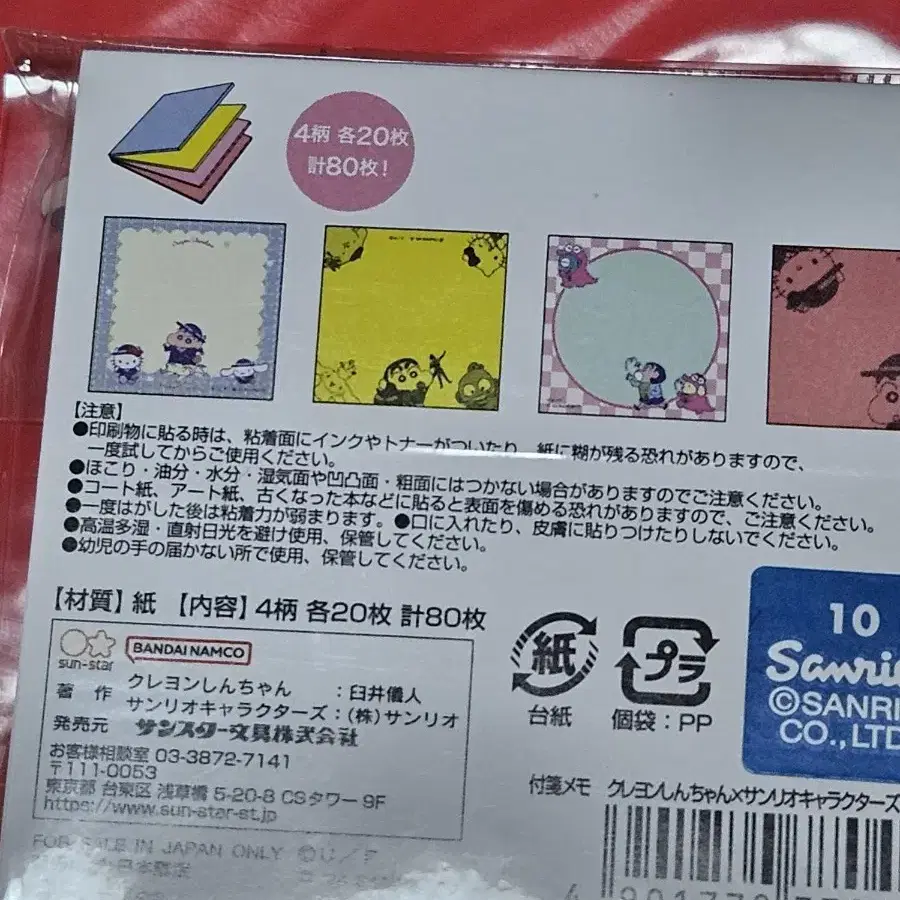 4柄 各20枚
計80枚!
【注意】
●印刷物に貼る時は、粘着面にインクやトナーがついたり、紙に糊が残る恐れがありますので、
一度試してからご使用ください。
●ほこり・油分・水分・湿気面や凹凸面・粗面にはつかない場合がありますのでご注意ください。
●コート紙、アート紙、古くなった本などに貼ると表面を傷める恐れがありますので、ご注意ください。
●一度はがした後は粘着力が弱まります。●口に入れたり、皮膚に貼りつけたりしないでください。
●高温多湿・直射日光を避け使用、保管してください。
●幼児の手の届かない所で使用、保管してください。
【材質】紙 【内容】4柄 各20枚 計80枚
sun-star BANDAI NAMCO
著作 クレヨンしんちゃん :臼井儀人
サンリオキャラクターズ:(株)サンリオ
発売元 サンスター文具株式会社
お客様相談室 03-3872-7141
〒111-0053
東京都 台東区 浅草橋 5-20-8 CSタワー 9F
https://www.sun-star-st.jp
FOR SALE IN JAPAN ONLY
紙
台紙
プラ
個袋:PP
10
Sanrio
©SANRI
CO.,LTD
付箋メモ クレヨンしんちゃん×サンリオキャラクターズ
4 901770